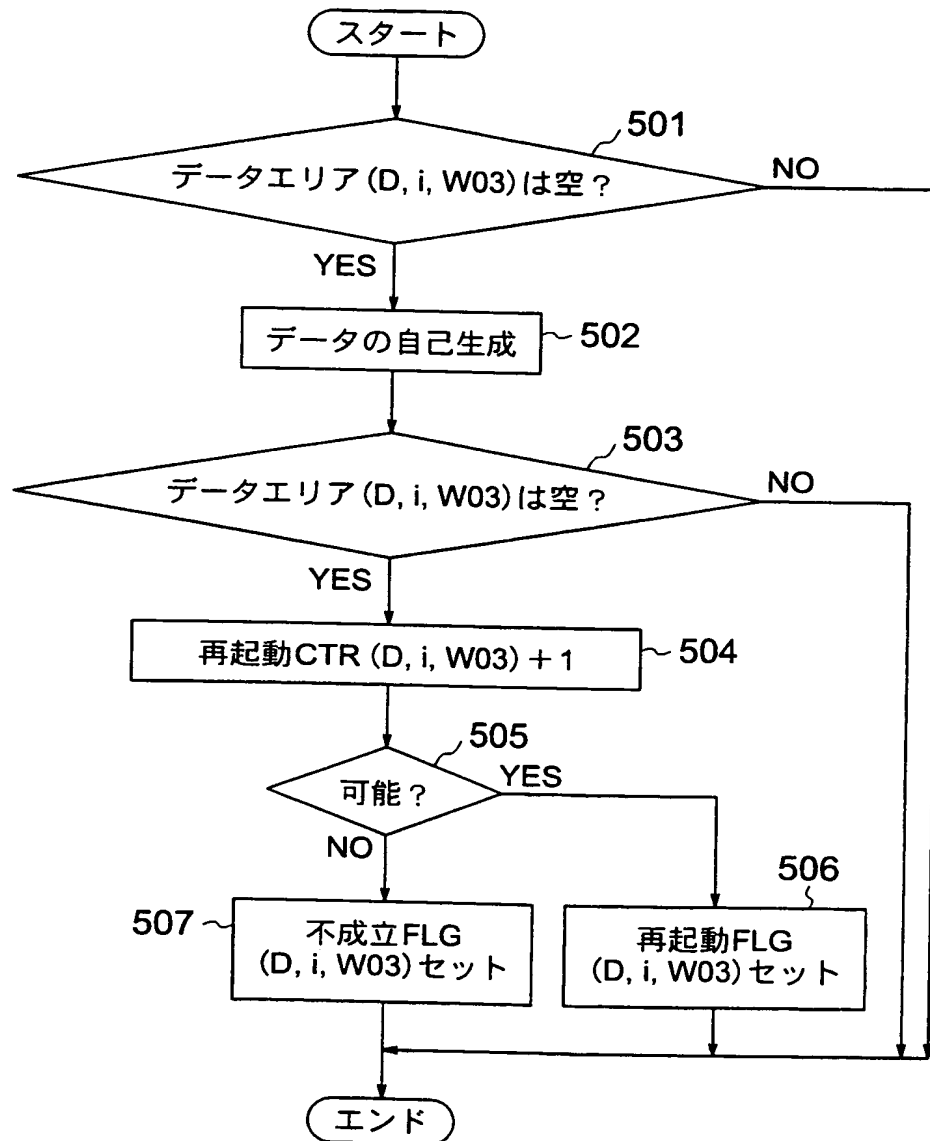 スタート
501
データエリア(D, i, W03)は空？
NO
YES
データの自己生成
502
503
データエリア(D, i, W03)は空？
NO
YES
再起動CTR (D, i, W03) + 1
504
505
可能？
YES
NO
506
507
不成立FLG
(D, i, W03) セット
再起動FLG
(D, i, W03) セット
エンド